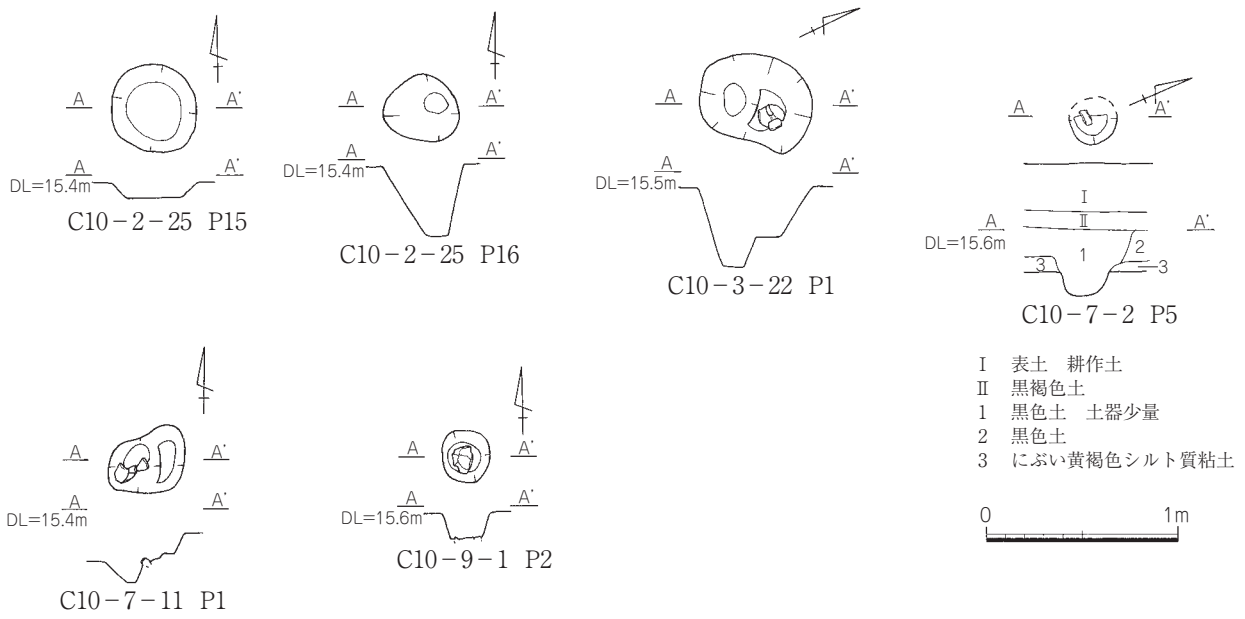 A A'
A A'
DL=15.4m
C10-2-25 P15
A A'
A A'
DL=15.4m
C10-2-25 P16
A A'
A A'
DL=15.5m
C10-3-22 P1
A A'
I
II
A A'
DL=15.6m
1 2
3 3
C10-7-2 P5
A A'
A A'
DL=15.4m
C10-7-11 P1
A A'
A A'
DL=15.6m
C10-9-1 P2
I 表土 耕作土
II 黒褐色土
1 黒色土 土器少量
2 黒色土
3 にぶい黄褐色シルト質粘土
0 1m